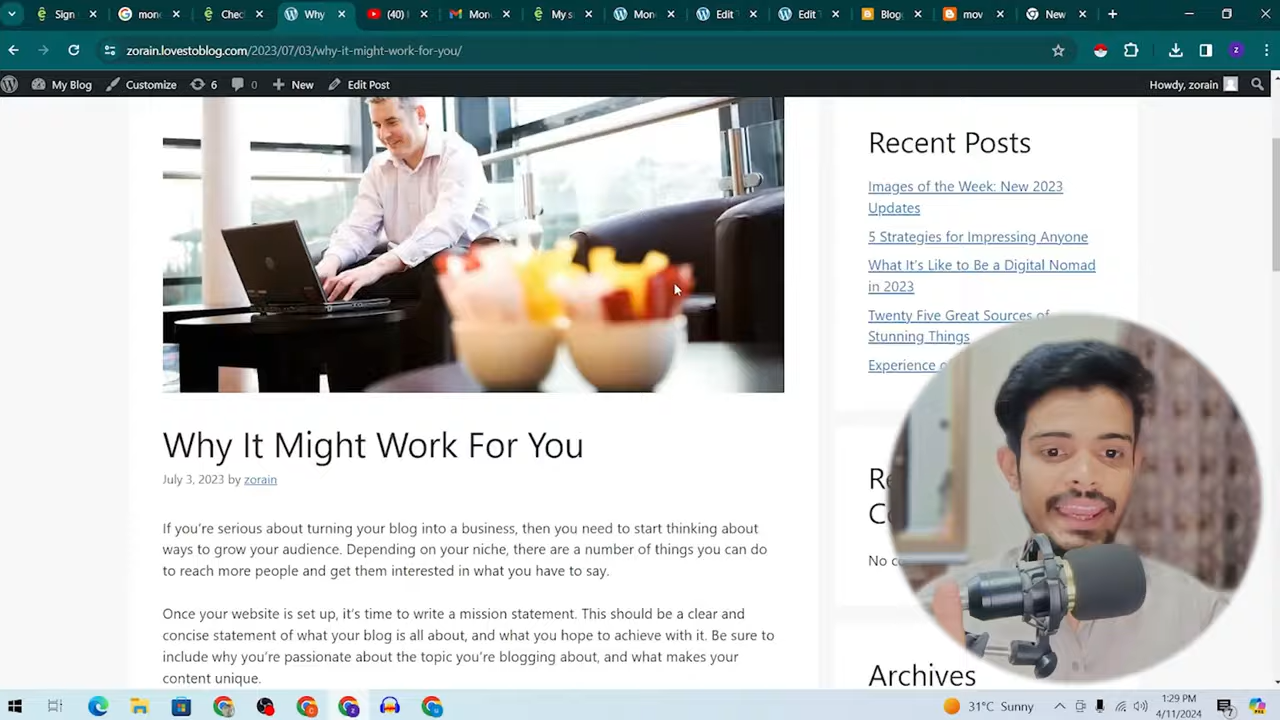 Sign
mone
Chec
Why
(40)
Mone
My s
Mone
Edit
Edit
Blog
mov
New
zorain.lovestoblog.com/2023/07/03/why-it-might-work-for-you/
My Blog
Customize
6
0
New
Edit Post
Howdy, zorain
Why It Might Work For You
July 3, 2023 by zorain
If you're serious about turning your blog into a business, then you need to start thinking about
ways to grow your audience. Depending on your niche, there are a number of things you can do
to reach more people and get them interested in what you have to say.
Once your website is set up, it's time to write a mission statement. This should be a clear and
concise statement of what your blog is all about, and what you hope to achieve with it. Be sure to
include why you're passionate about the topic you're blogging about, and what makes your
content unique.
Recent Posts
Images of the Week: New 2023
Updates
5 Strategies for Impressing Anyone
What It's Like to Be a Digital Nomad
in 2023
Twenty Five Great Sources of
Stunning Things
Experience
No
Archives
31°C Sunny
1:29 PM
4/11/2024